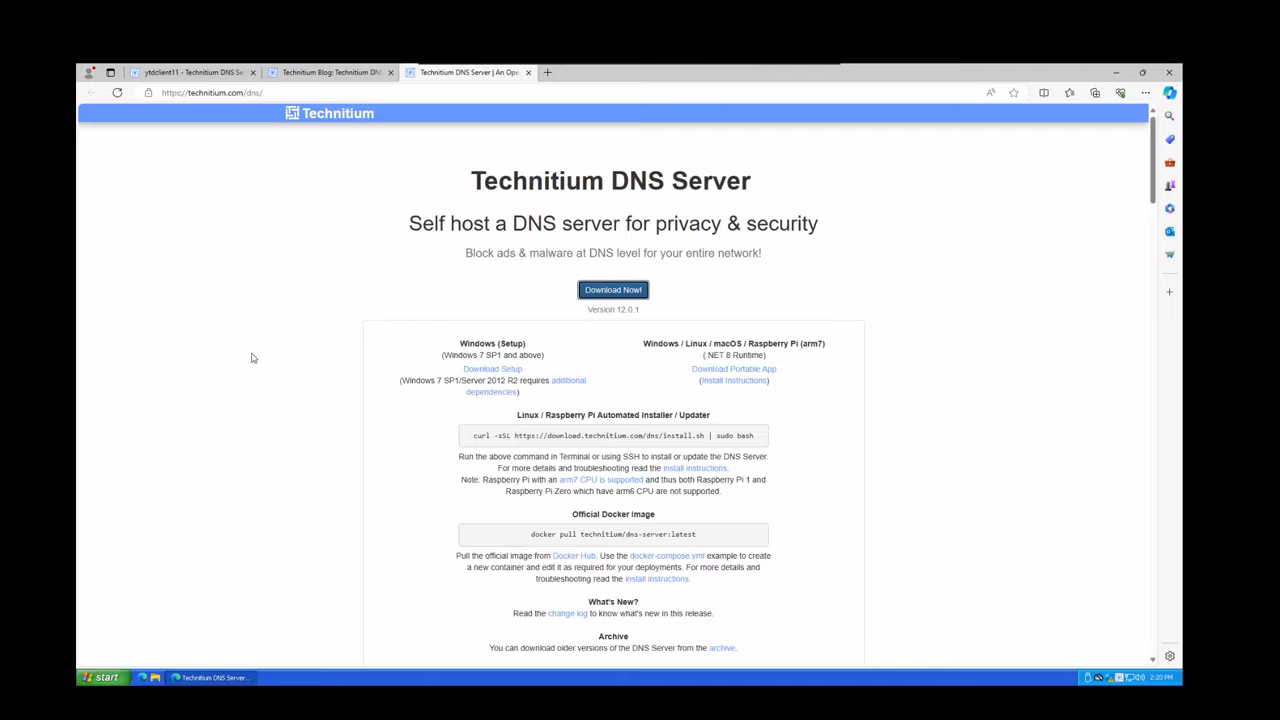 ytdclient11 - Technitium DNS Se
Technitium Blog: Technitium DN
Technitium DNS Server | An Ope
https://technitium.com/dns/
Technitium
Technitium DNS Server
Self host a DNS server for privacy & security
Block ads & malware at DNS level for your entire network!
Download Now!
Version 12.0.1
Windows (Setup)
(Windows 7 SP1 and above)
Download Setup
(Windows 7 SP1/Server 2012 R2 requires additional
dependencies)
Windows / Linux / macOS / Raspberry Pi (arm7)
(.NET 8 Runtime)
Download Portable App
(Install Instructions)
Linux / Raspberry Pi Automated Installer / Updater
curl -sSL https://download.technitium.com/dns/install.sh | sudo bash
Run the above command in Terminal or using SSH to install or update the DNS Server.
For more details and troubleshooting read the install instructions.
Note: Raspberry Pi with an arm7 CPU is supported and thus both Raspberry Pi 1 and
Raspberry Pi Zero which have arm6 CPU are not supported.
Official Docker Image
docker pull technitium/dns-server:latest
Pull the official image from Docker Hub. Use the docker-compose.yml example to create
a new container and edit it as required for your deployments. For more details and
troubleshooting read the install instructions.
What's New?
Read the change log to know what's new in this release.
Archive
You can download older versions of the DNS Server from the archive.
start
Technitium DNS Server...
2:20 PM